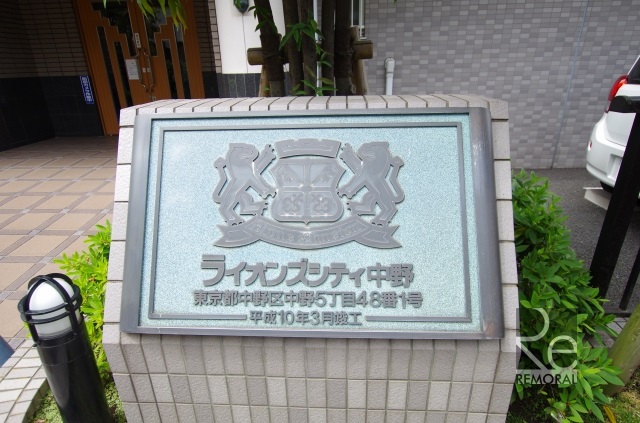 ライオンズシティ中野
東京都中野区中野5丁目48番1号
平成10年3月竣工
Re
REMORAL